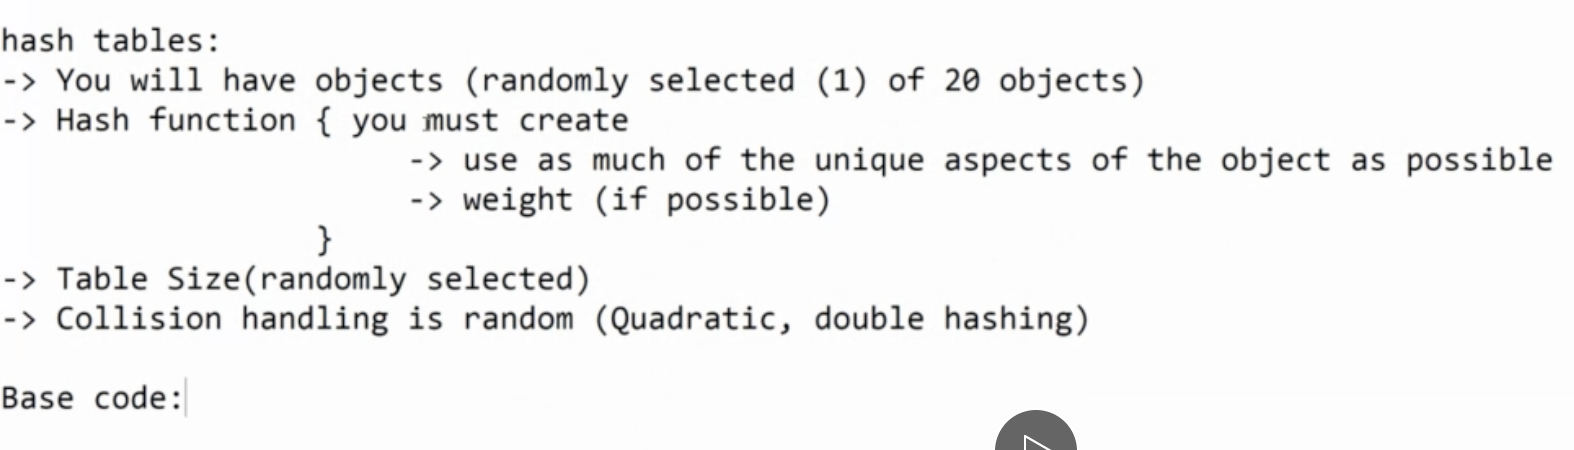 hash tables:
-> You will have objects (randomly selected (1) of 20 objects)
-> Hash function { you must create
-> use as much of the unique aspects of the object as possible
-> weight (if possible)
}
-> Table Size(randomly selected)
-> Collision handling is random (Quadratic, double hashing)
Base code: